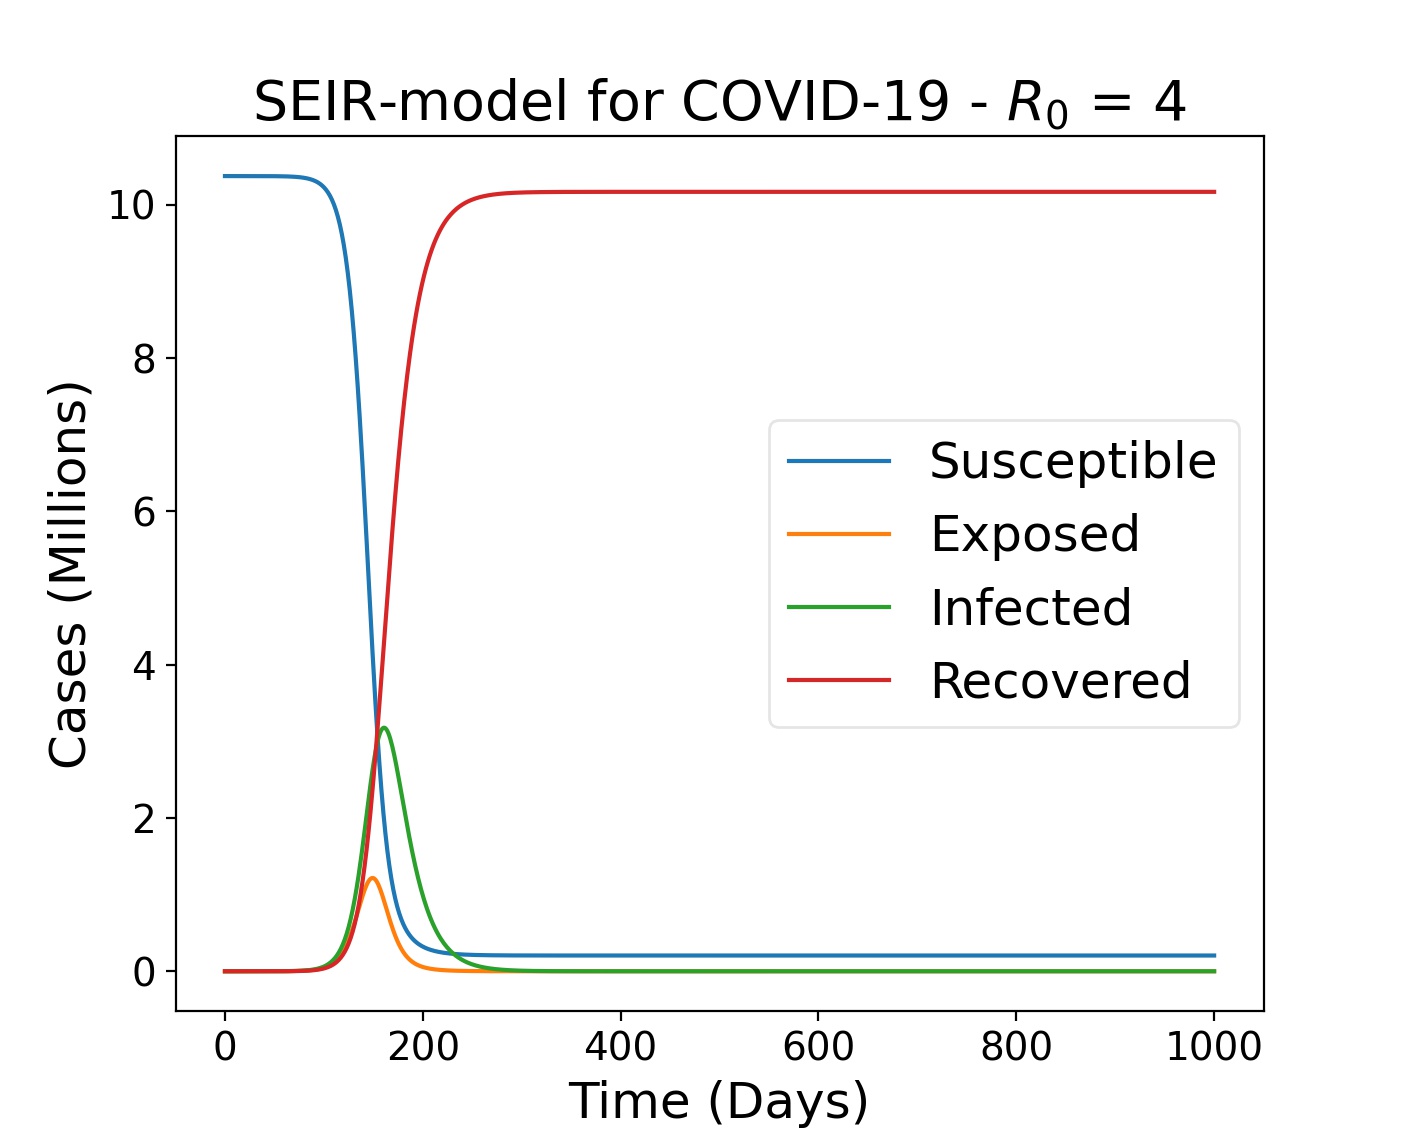 SEIR-model for COVID-19 - R₀ = 4
Cases (Millions)
10
8
6
4
2
0
Susceptible
Exposed
Infected
Recovered
0 200 400 600 800 1000
Time (Days)